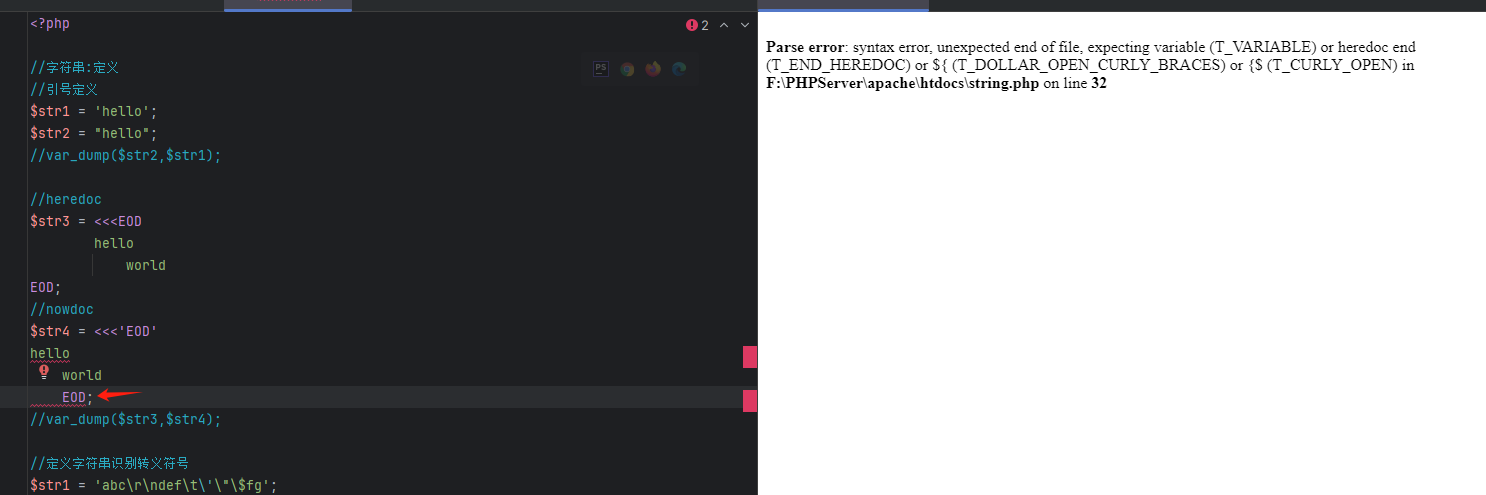 <?php
2
//字符串:定义
PS
//引号定义
$str1 = 'hello';
$str2 = "hello";
//var_dump($str2,$str1);
//heredoc
$str3 = <<<EOD
        hello
            world
EOD;
//nowdoc
$str4 = <<<'EOD'
hello
    world
    EOD;
//var_dump($str3,$str4);
//定义字符串识别转义符号
$str1 = 'abc\r\ndef\t\'\"\$fg';
Parse error: syntax error, unexpected end of file, expecting variable (T_VARIABLE) or heredoc end
(T_END_HEREDOC) or ${ (T_DOLLAR_OPEN_CURLY_BRACES) or {$ (T_CURLY_OPEN) in
F:\PHPServer\apache\htdocs\string.php on line 32